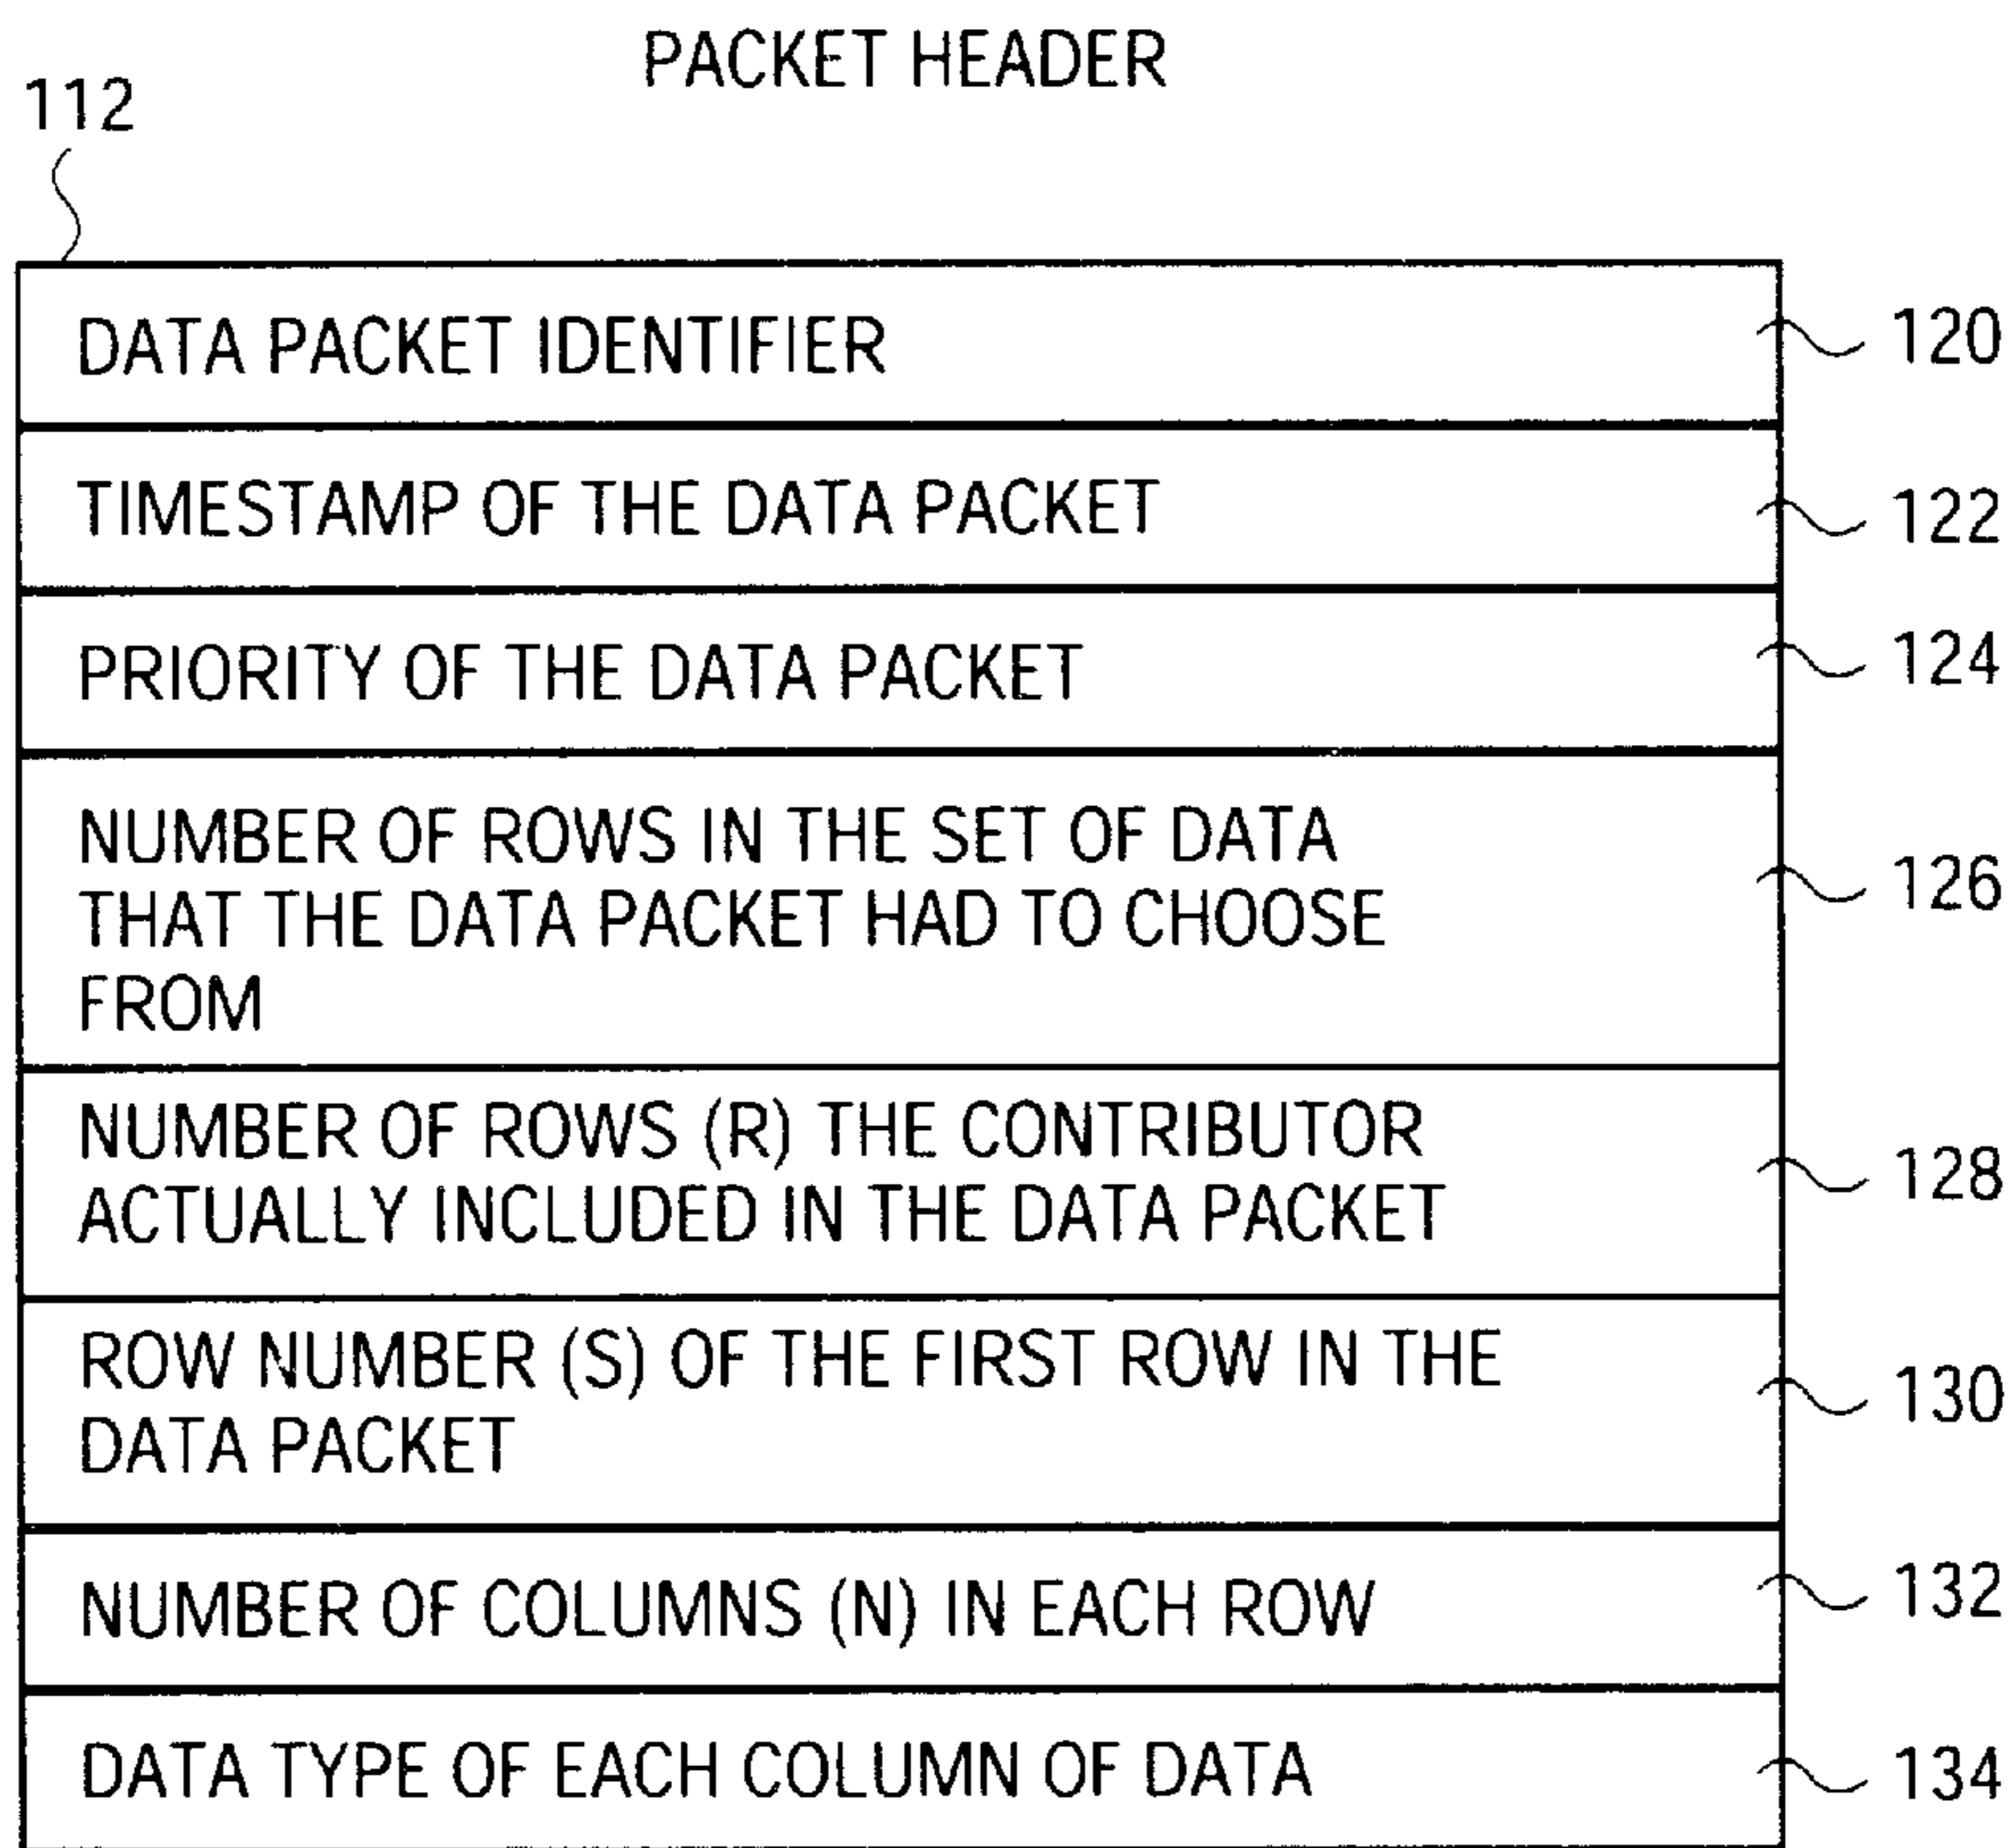 PACKET HEADER
112
DATA PACKET IDENTIFIER 120
TIMESTAMP OF THE DATA PACKET 122
PRIORITY OF THE DATA PACKET 124
NUMBER OF ROWS IN THE SET OF DATA
THAT THE DATA PACKET HAD TO CHOOSE 126
FROM
NUMBER OF ROWS (R) THE CONTRIBUTOR
ACTUALLY INCLUDED IN THE DATA PACKET 128
ROW NUMBER (S) OF THE FIRST ROW IN THE
DATA PACKET 130
NUMBER OF COLUMNS (N) IN EACH ROW 132
DATA TYPE OF EACH COLUMN OF DATA 134